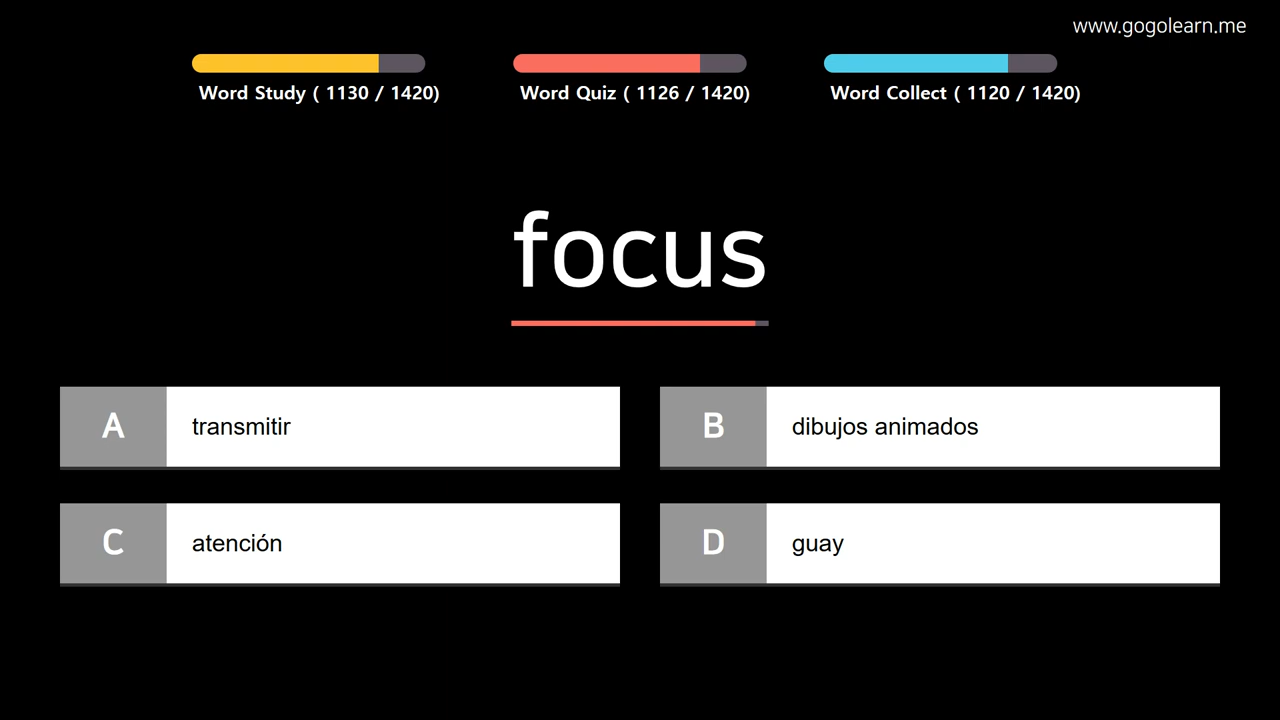 www.gogolearn.me
Word Study ( 1130 / 1420)
Word Quiz ( 1126 / 1420)
Word Collect ( 1120 / 1420)
focus
A transmitir
B dibujos animados
C atención
D guay